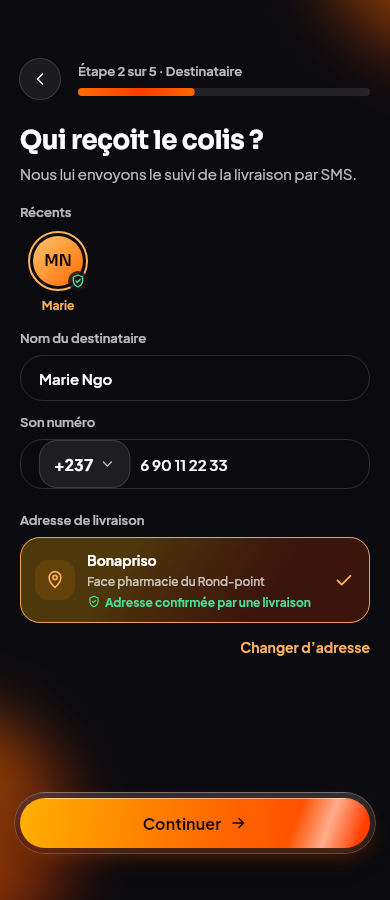 Étape 2 sur 5 · Destinataire
Qui reçoit le colis ?
Nous lui envoyons le suivi de la livraison par SMS.
Récents
MN
Marie
Nom du destinataire
Marie Ngo
Son numéro
+237 6 90 11 22 33
Adresse de livraison
Bonapriso
Face pharmacie du Rond-point
Adresse confirmée par une livraison
Changer d’adresse
Continuer →